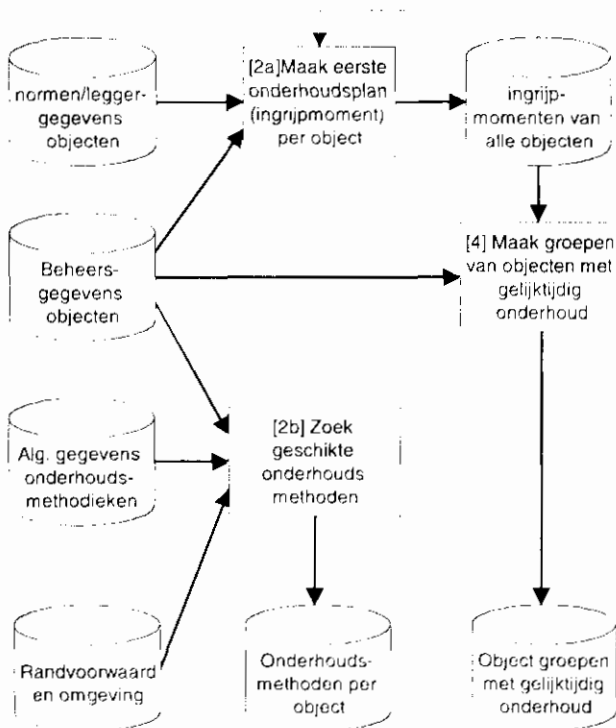 normen/legger-
gegevens
objecten
[2a]Maak eerste
onderhoudsplan
(ingrijpmoment)
per object
ingrijp-
momenten van
alle objecten
Beheers-
gegevens
objecten
[4] Maak groepen
van objecten met
gelijktijdig
onderhoud
Alg. gegevens
onderhouds-
methodieken
[2b] Zoek
geschikte
onderhouds
methoden
Randvoorwaard
en omgeving
Onderhouds-
methoden per
object
Object groepen
met gelijktijdig
onderhoud